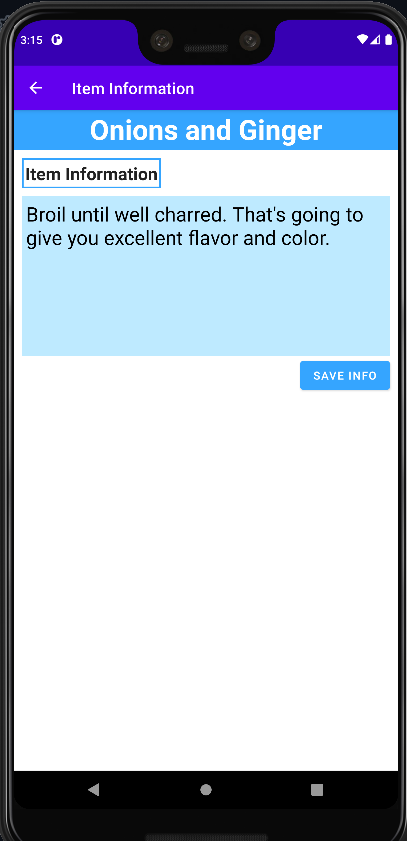 3:15
Item Information
Onions and Ginger
Item Information
Broil until well charred. That's going to
give you excellent flavor and color.
SAVE INFO